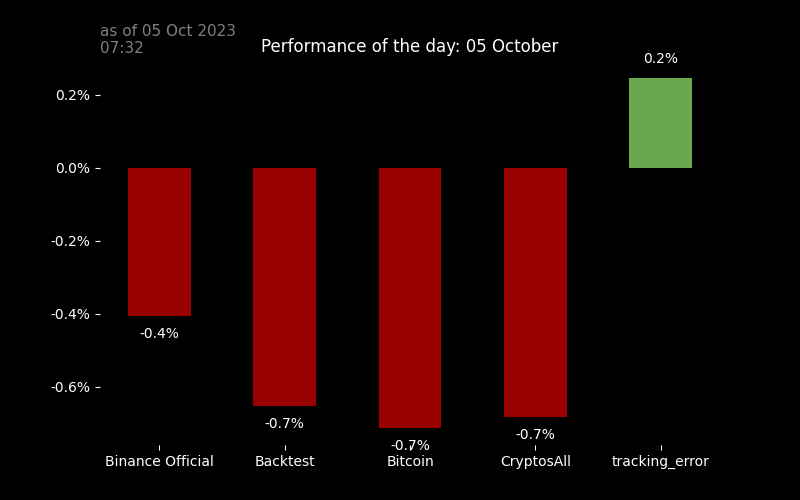 as of 05 Oct 2023
07:32
Performance of the day: 05 October
0.2%
0.2%
0.0%
-0.2%
-0.4%
-0.6%
-0.4%
-0.7%
-0.7%
-0.7%
Binance Official
Backtest
Bitcoin
CryptosAll
tracking_error